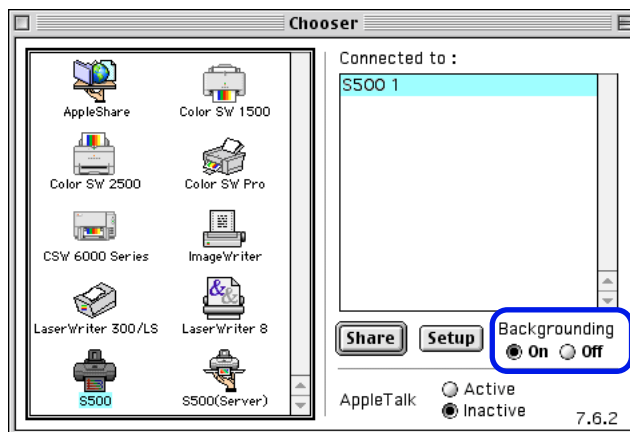 Chooser
AppleShare
Color SW 1500
Color SW 2500
Color SW Pro
CSW 6000 Series
ImageWriter
LaserWriter 300/LS
LaserWriter 8
S500
S500(Server)
Connected to :
S500 1
Share
Setup
Backgrounding
On Off
AppleTalk
Active
Inactive
7.6.2